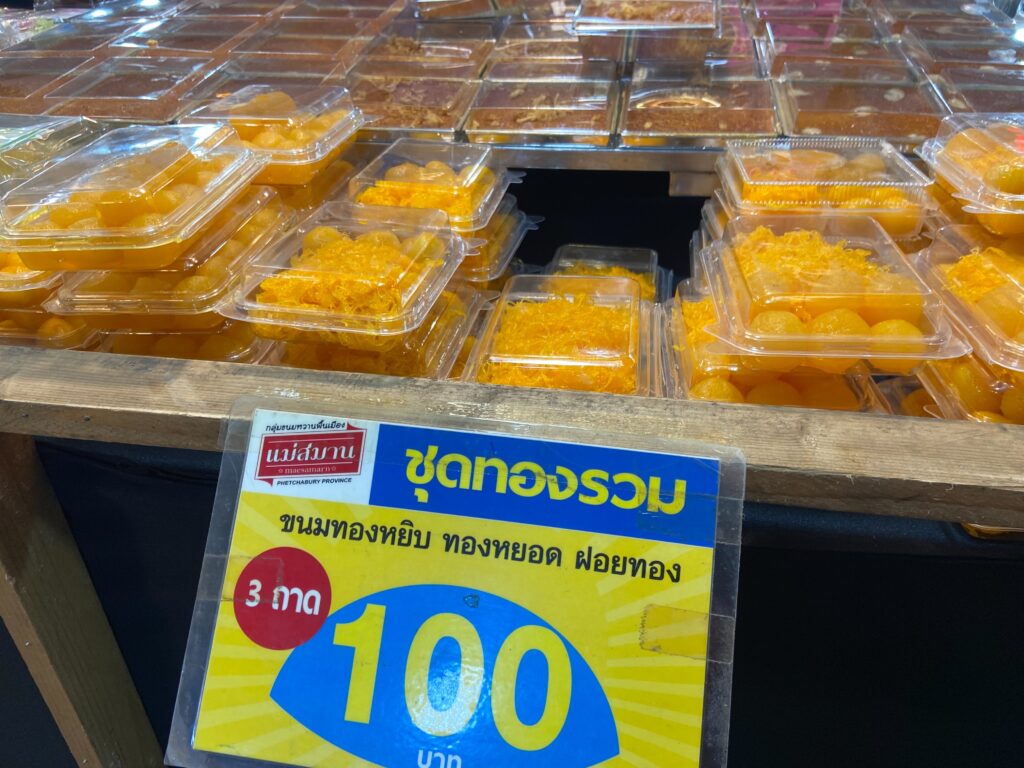 กลุ่มขนมหวานพื้นเมือง
แม่สมาน
maesamarn
PHETCHABURY PROVINCE
ชุดทองรวม
ขนมทองหยิบ ทองหยอด ฝอยทอง
3 ถาด
100
บาท